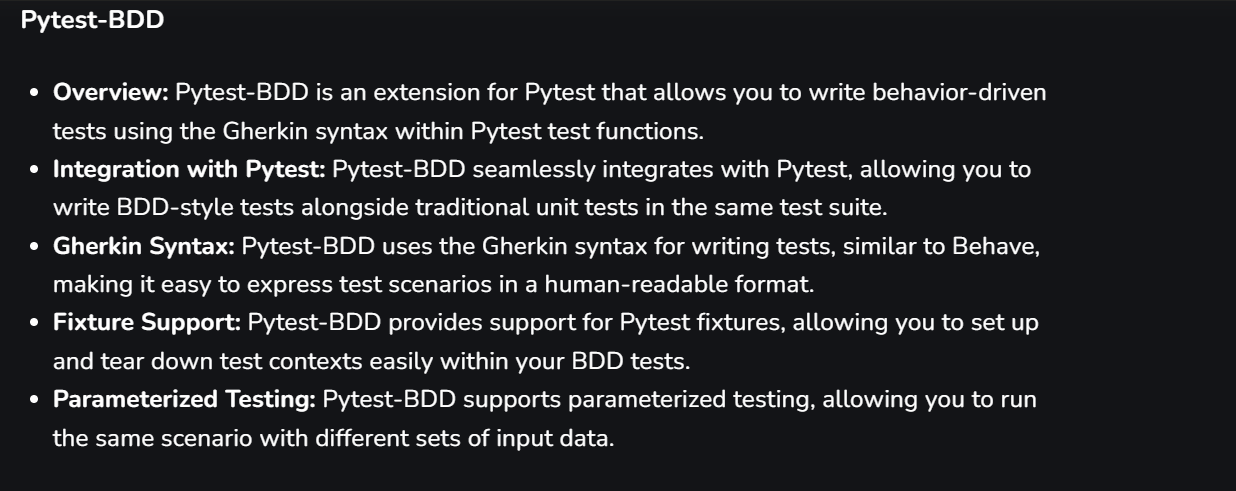 Pytest-BDD
• Overview: Pytest-BDD is an extension for Pytest that allows you to write behavior-driven
tests using the Gherkin syntax within Pytest test functions.
• Integration with Pytest: Pytest-BDD seamlessly integrates with Pytest, allowing you to
write BDD-style tests alongside traditional unit tests in the same test suite.
• Gherkin Syntax: Pytest-BDD uses the Gherkin syntax for writing tests, similar to Behave,
making it easy to express test scenarios in a human-readable format.
• Fixture Support: Pytest-BDD provides support for Pytest fixtures, allowing you to set up
and tear down test contexts easily within your BDD tests.
• Parameterized Testing: Pytest-BDD supports parameterized testing, allowing you to run
the same scenario with different sets of input data.